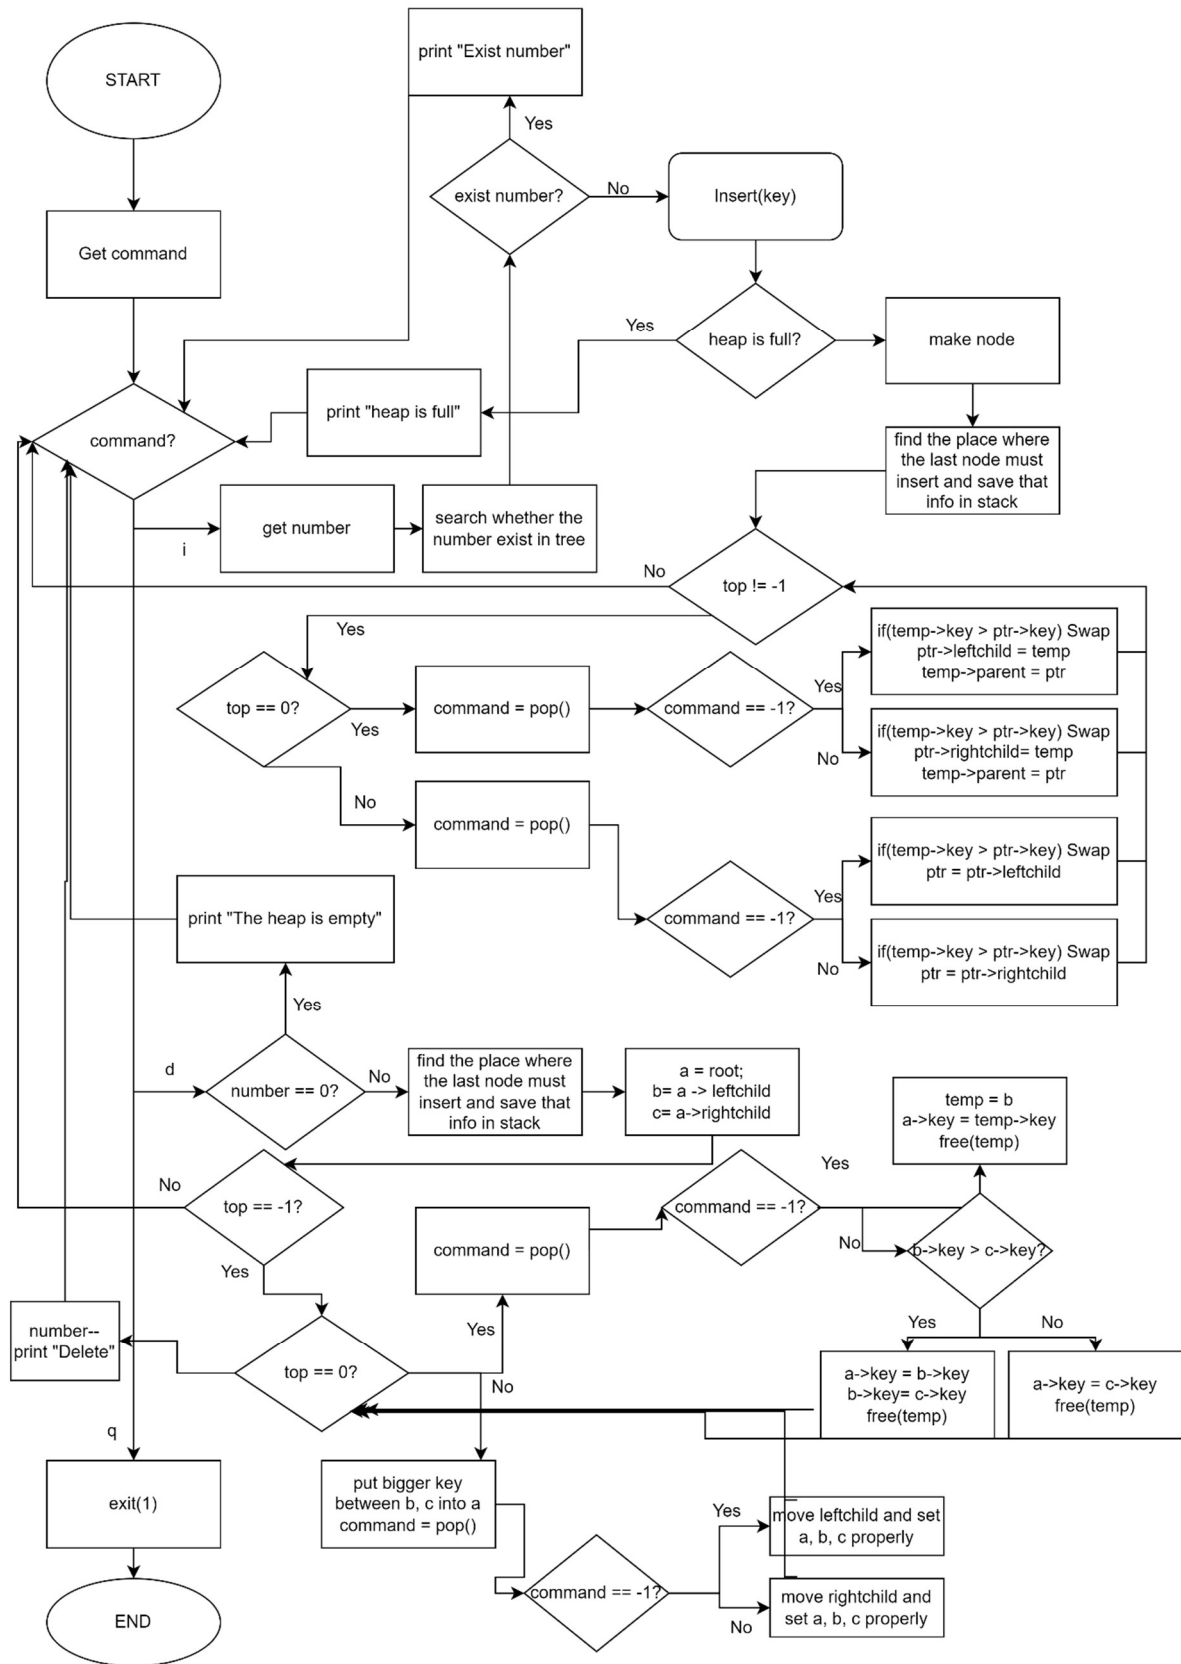 print "Exist number"
START
Yes
exist number?
No
Insert(key)
Get command
Yes
heap is full?
make node
print "heap is full"
command?
find the place where
the last node must
insert and save that
info in stack
get number
search whether the
number exist in tree
i
No
top != -1
Yes
if(temp->key > ptr->key) Swap
ptr->leftchild = temp
temp->parent = ptr
top == 0?
Yes
command = pop()
command == -1?
Yes
No
if(temp->key > ptr->key) Swap
ptr->rightchild= temp
temp->parent = ptr
No
command = pop()
if(temp->key > ptr->key) Swap
ptr = ptr->leftchild
command == -1?
Yes
No
if(temp->key > ptr->key) Swap
ptr = ptr->rightchild
print "The heap is empty"
Yes
d
number == 0?
No
find the place where
the last node must
insert and save that
info in stack
a = root;
b= a -> leftchild
c= a->rightchild
temp = b
a->key = temp->key
free(temp)
No
top == -1?
command == -1?
Yes
No
b->key > c->key?
command = pop()
Yes
number--
print "Delete"
top == 0?
Yes
No
Yes
No
a->key = b->key
b->key= c->key
free(temp)
a->key = c->key
free(temp)
q
exit(1)
put bigger key
between b, c into a
command = pop()
Yes
move leftchild and set
a, b, c properly
command == -1?
No
move rightchild and
set a, b, c properly
END